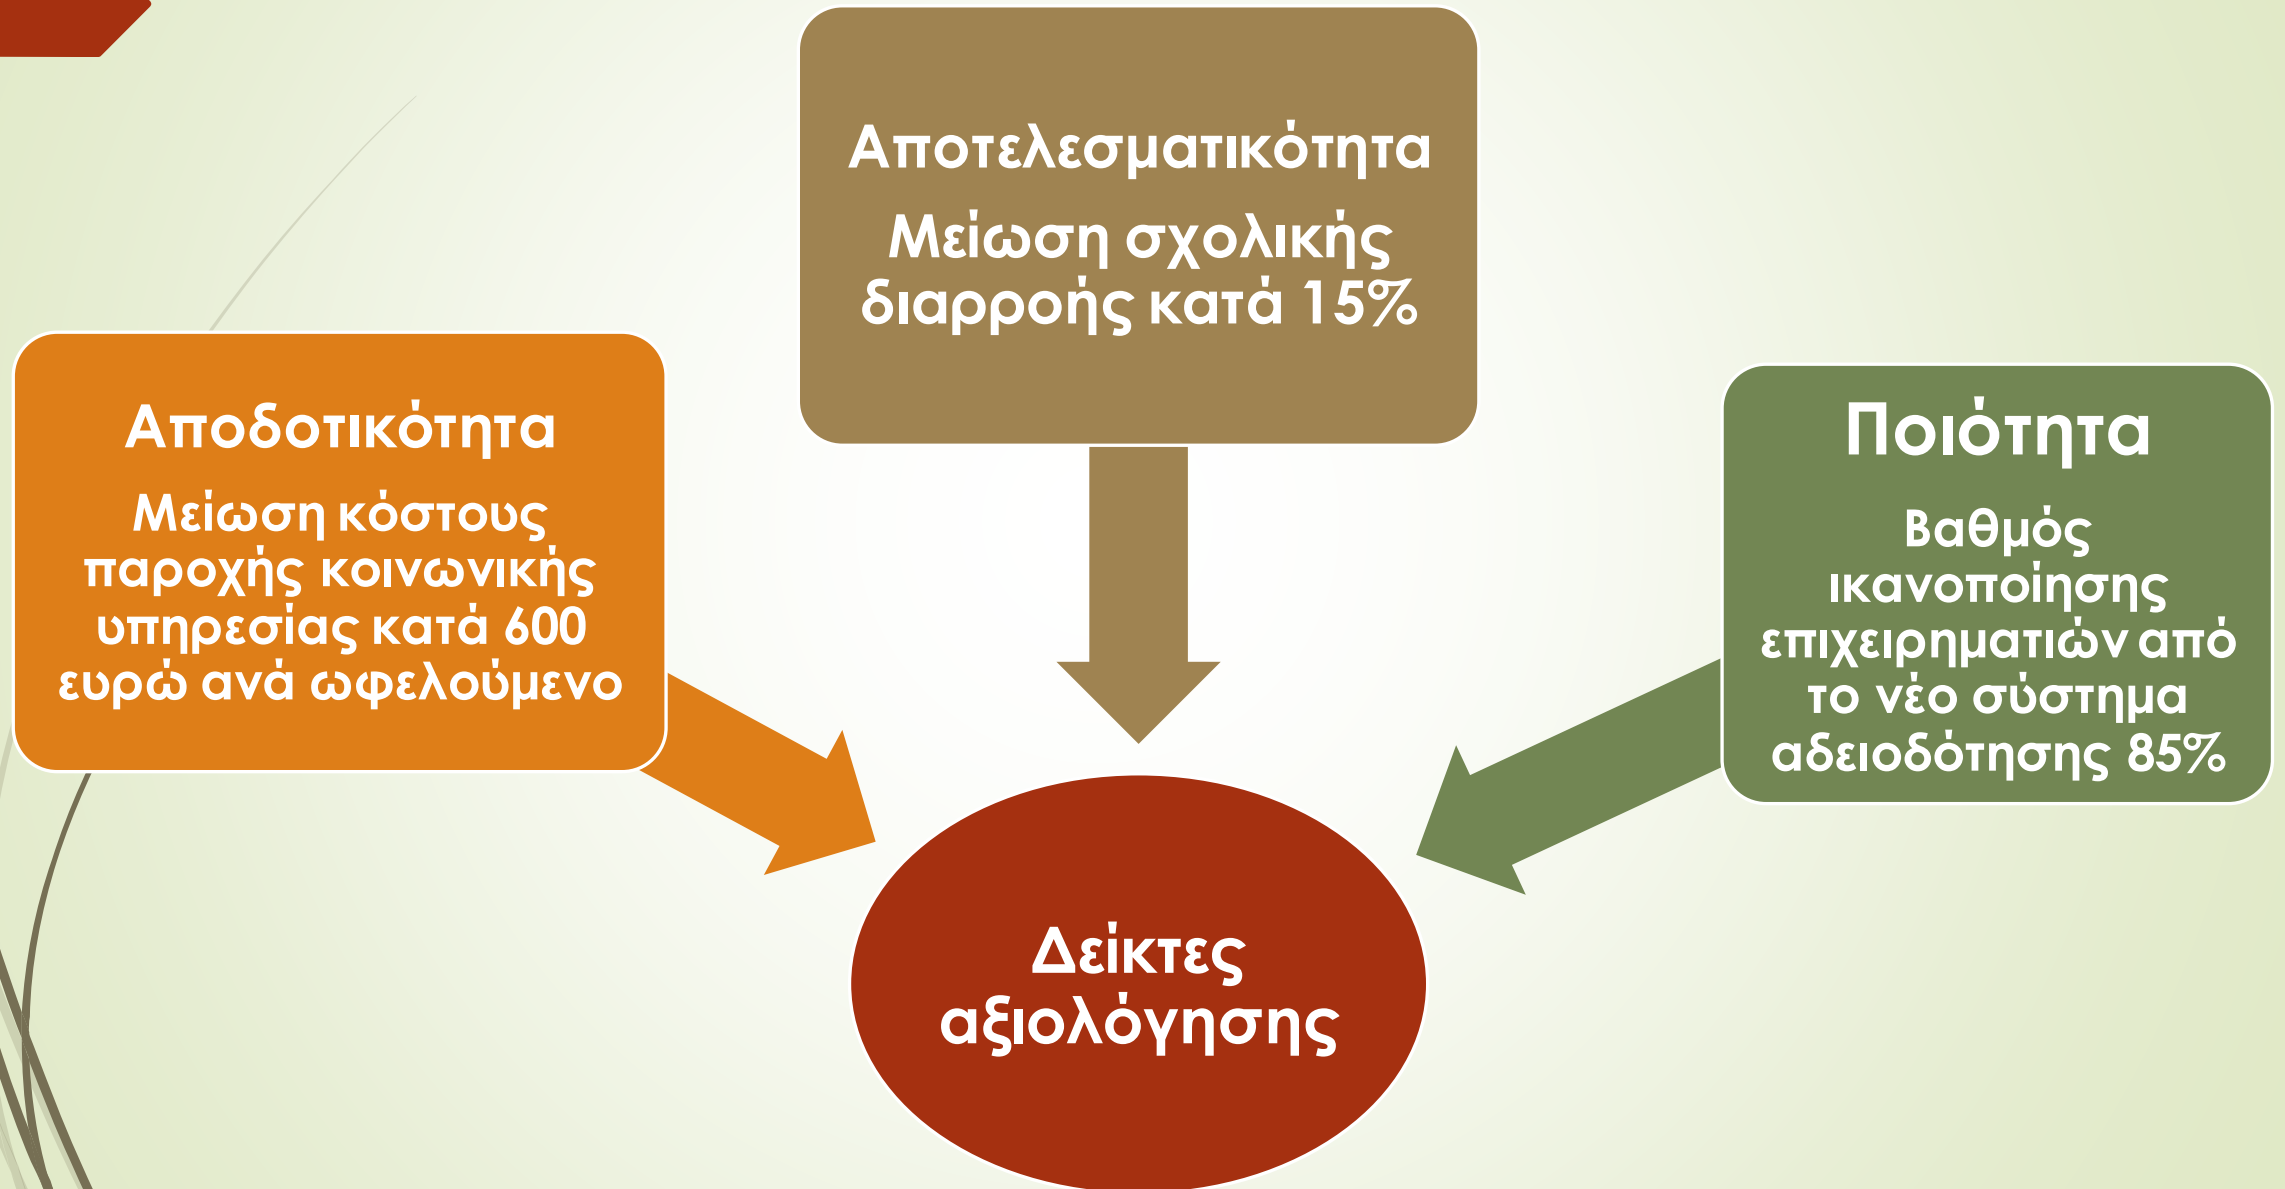 Αποτελεσματικότητα
Μείωση σχολικής
διαρροής κατά 15%
Αποδοτικότητα
Μείωση κόστους
παροχής κοινωνικής
υπηρεσίας κατά 600
ευρώ ανά ωφελούμενο
Ποιότητα
Βαθμός
ικανοποίησης
επιχειρηματιών από
το νέο σύστημα
αδειοδότησης 85%
Δείκτες
αξιολόγησης